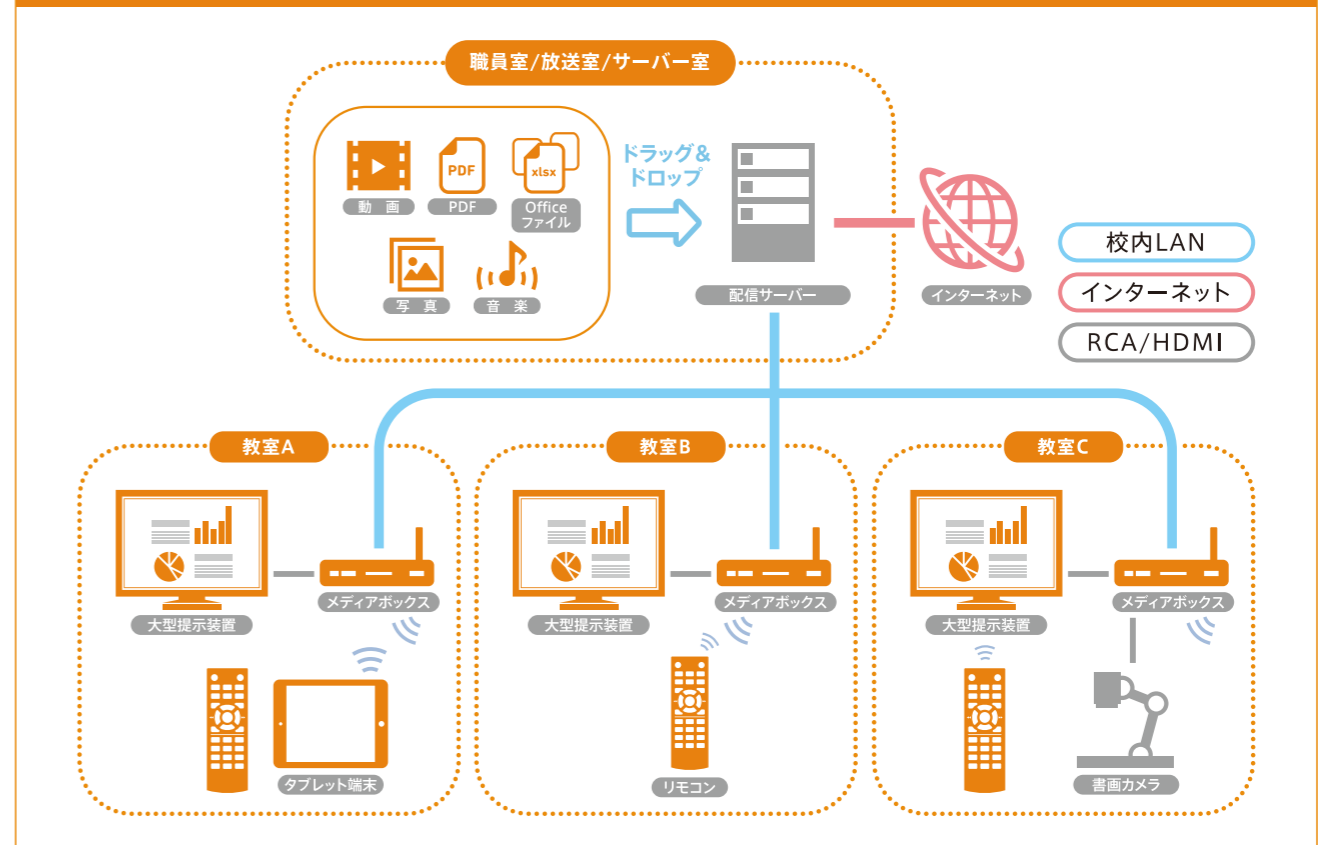 職員室/放送室/サーバー室
PDF
xlsx
動 画
PDF
Office
ファイル
写 真
音 楽
ドラッグ&
ドロップ
配信サーバー
インターネット
校内LAN
インターネット
RCA/HDMI
教室A
メディアボックス
大型提示装置
タブレット端末
教室B
メディアボックス
大型提示装置
リモコン
教室C
メディアボックス
大型提示装置
書画カメラ